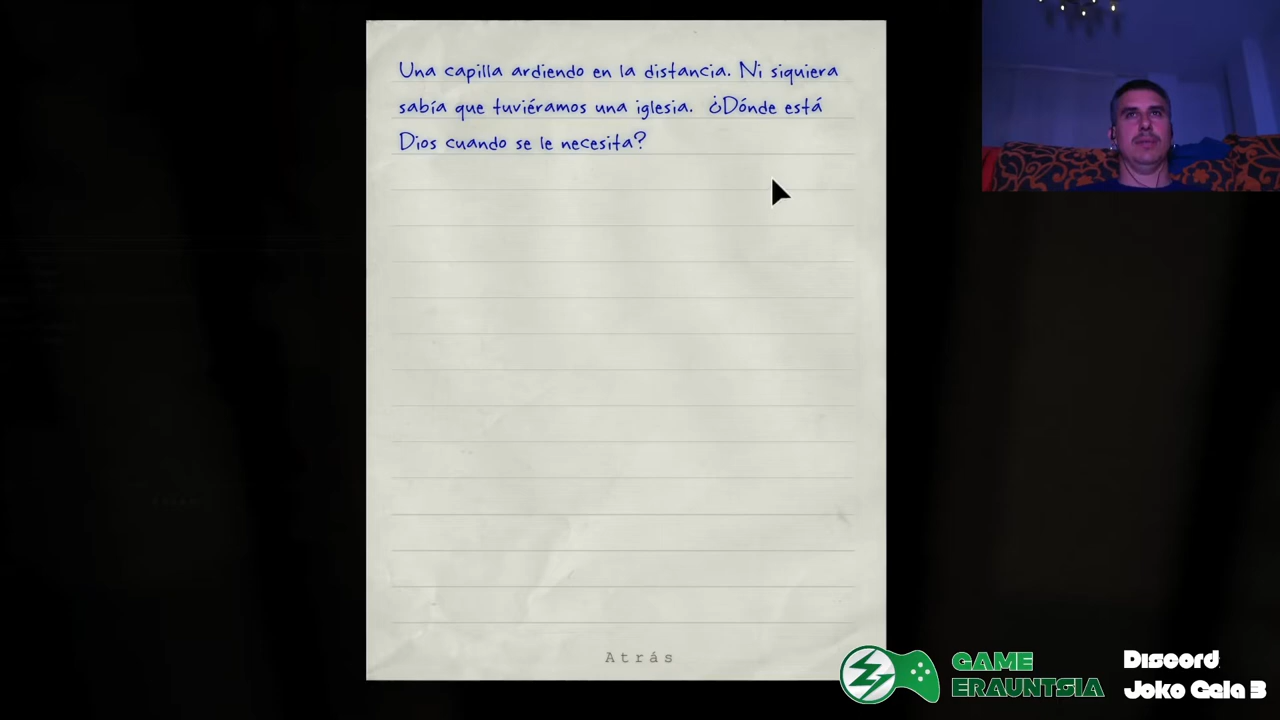 Una capilla ardiendo en la distancia. Ni siquiera
sabía que tuviéramos una iglesia. ¿Dónde está
Dios cuando se le necesita?
Atrás
GAME
ERAUNTSIA
Discord
Joko Gela 3